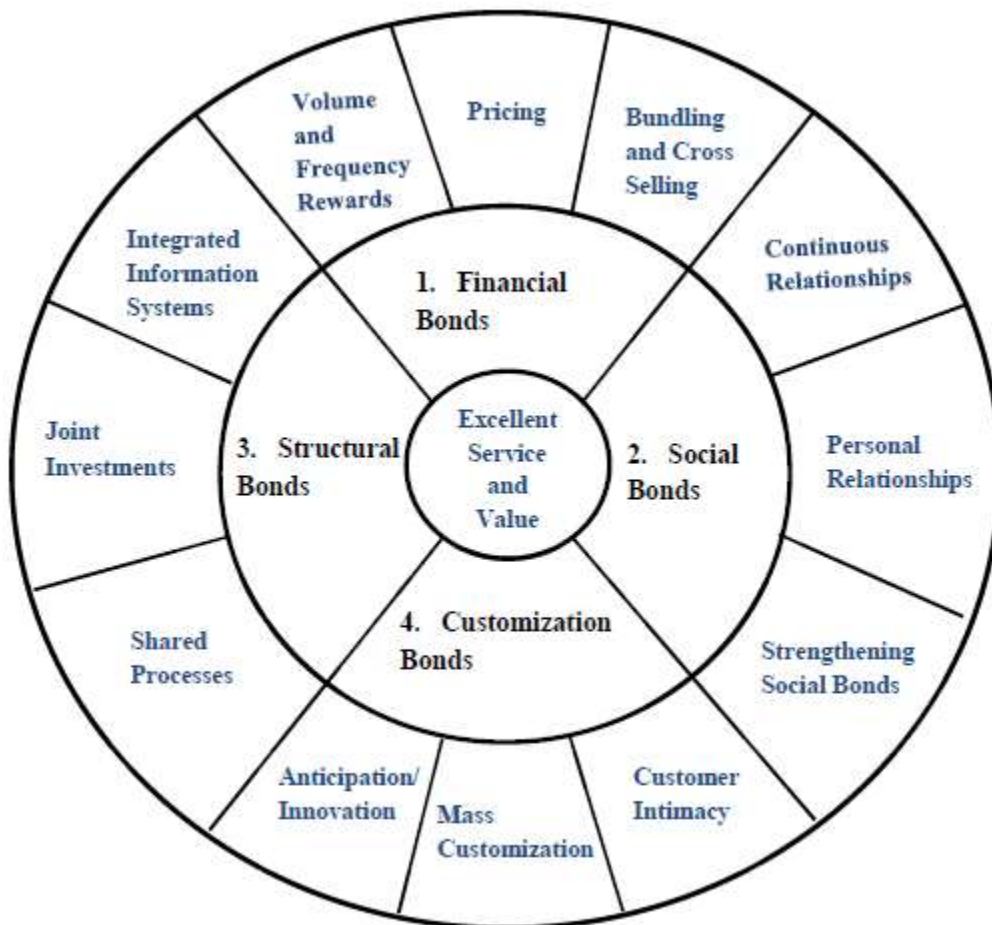 Volume
and
Frequency
Rewards
Pricing
Bundling
and Cross
Selling
Integrated
Information
Systems
1. Financial
Bonds
Continuous
Relationships
Joint
Investments
3. Structural
Bonds
Excellent
Service
and
Value
2. Social
Bonds
Personal
Relationships
Shared
Processes
4. Customization
Bonds
Strengthening
Social Bonds
Anticipation/
Innovation
Mass
Customization
Customer
Intimacy